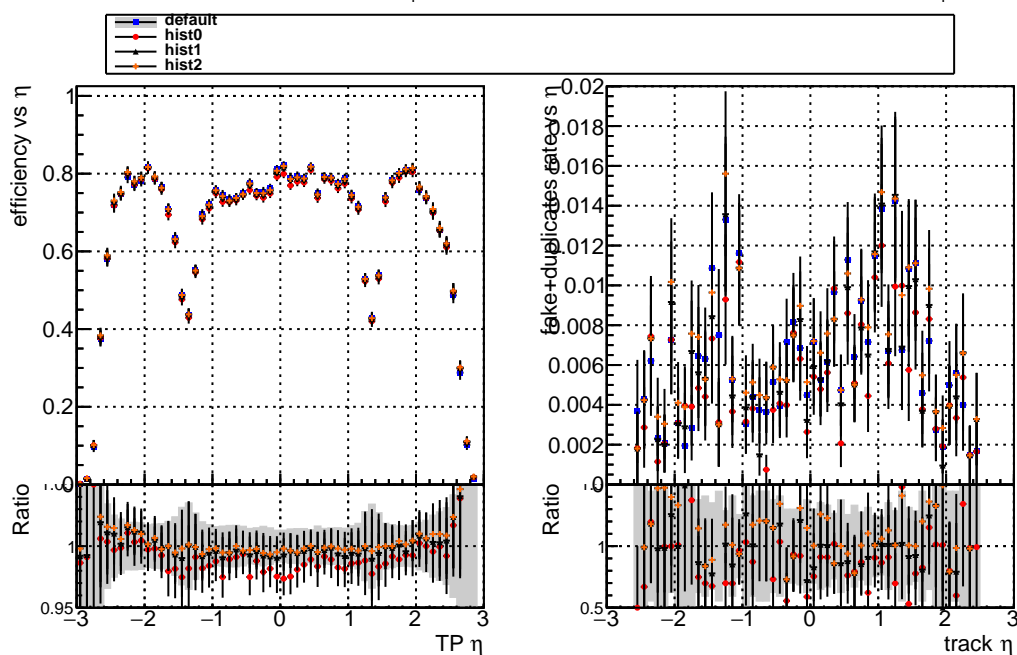 default
hist0
hist1
hist2
efficiency vs η
1
0.8
0.6
0.4
0.2
0
Ratio
1
0.95
−3 −2 −1 0 1 2 3
TP η
fake+duplicates rate vs η
0.02
0.018
0.016
0.014
0.012
0.01
0.008
0.006
0.004
0.002
Ratio
1
0.5
−3 −2 −1 0 1 2 3
track η